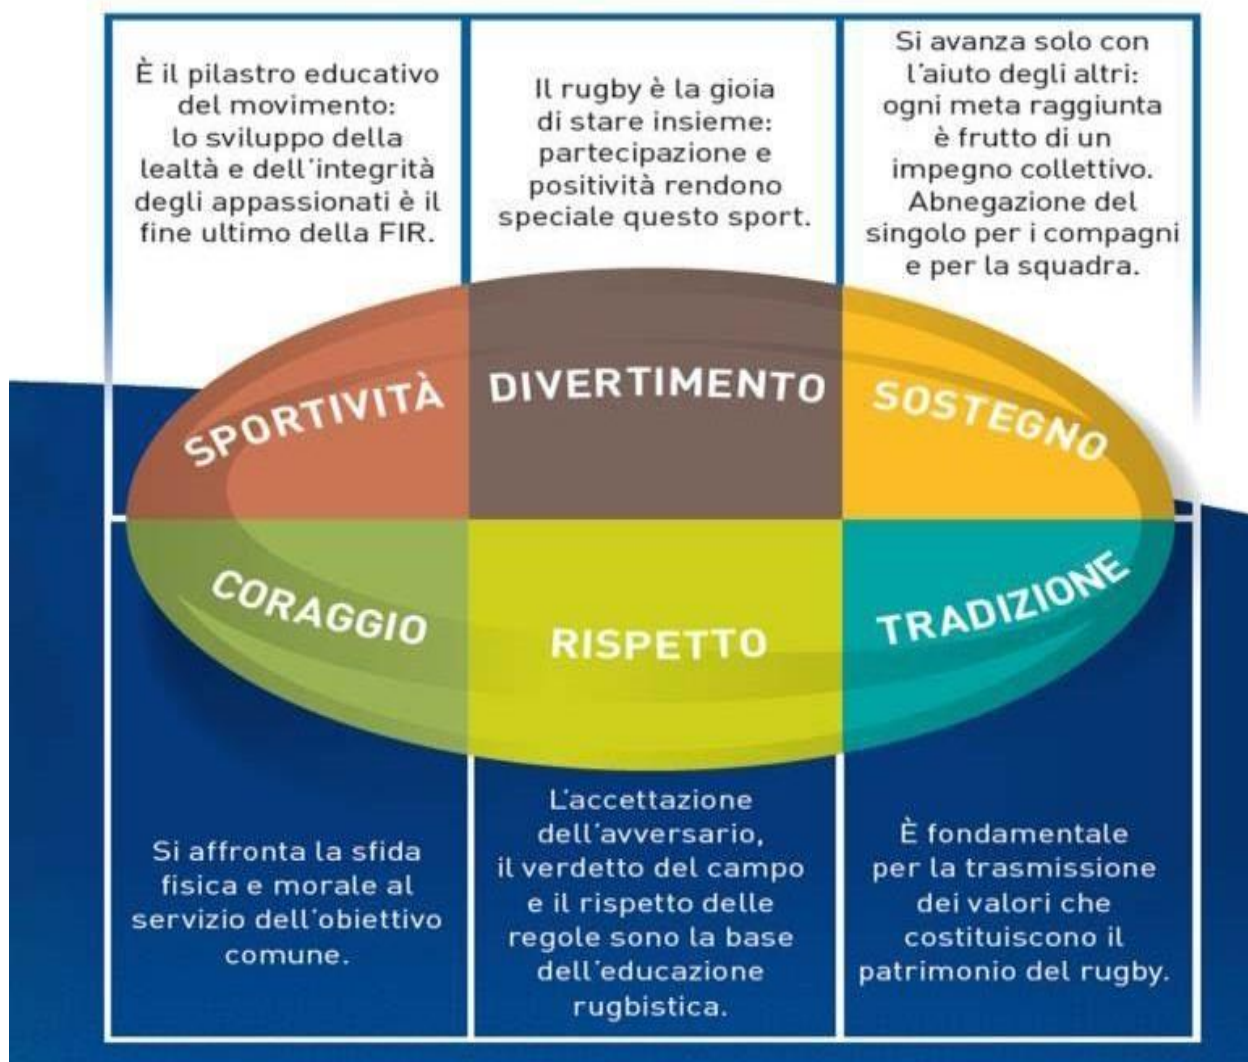 È il pilastro educativo
del movimento:
lo sviluppo della
lealtà e dell'integrità
degli appassionati è il
fine ultimo della FIR.
Il rugby è la gioia
di stare insieme:
partecipazione e
positività rendono
speciale questo sport.
Si avanza solo con
l'aiuto degli altri:
ogni meta raggiunta
è frutto di un
impegno collettivo.
Abnegazione del
singolo per i compagni
e per la squadra.
SPORTIVITÀ
DIVERTIMENTO
SOSTEGNO
CORAGGIO
RISPETTO
TRADIZIONE
Si affronta la sfida
fisica e morale al
servizio dell'obiettivo
comune.
L'accettazione
dell'avversario,
il verdetto del campo
e il rispetto delle
regole sono la base
dell'educazione
rugbistica.
È fondamentale
per la trasmissione
dei valori che
costituiscono il
patrimonio del rugby.